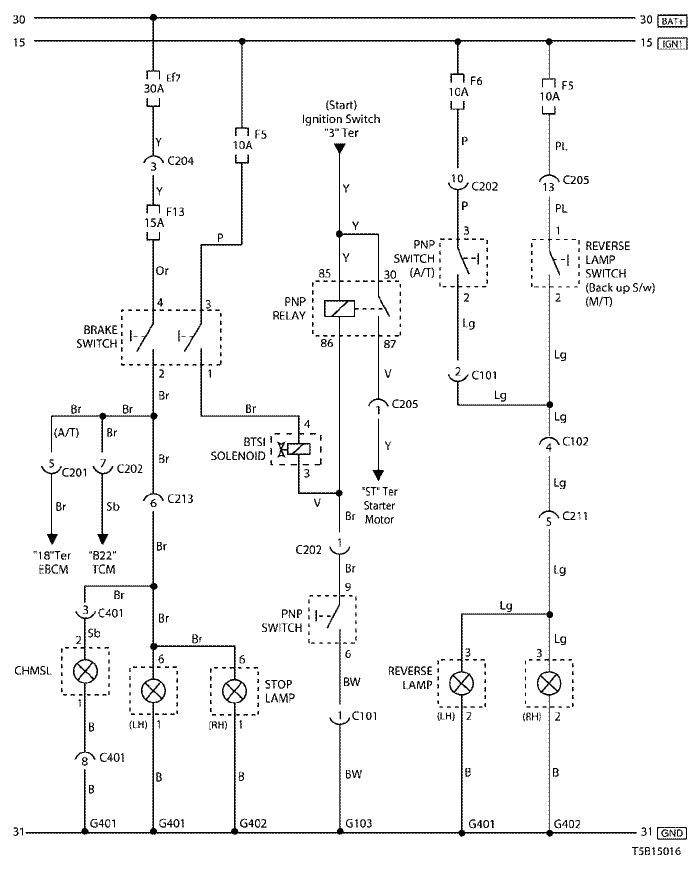 30 30 BAT+
15 15 IGN1
Ef7
30A
F5
10A
F6
10A
F5
10A
(Start)
Ignition Switch
"3" Ter
Y
3 C204
Y
F13
15A
P
Or
Y
Y
Y
P
10 C202
P
PL
13 C205
PL
4 3
BRAKE
SWITCH
2 1
85 30
PNP
RELAY
86 87
PNP
SWITCH
(A/T)
3
2
1
2
REVERSE
LAMP
SWITCH
(Back up S/w)
(M/T)
Lg
2 C101
Lg
Lg
Lg
4 C102
Lg
5 C211
Lg
V
1 C205
Y
"ST" Ter
Starter
Motor
Br
Br Br
(A/T) Br
5 C201
7 C202
Br
Sb
"18"Ter
EBCM
"B22"
TCM
6 C213
Br
Br
BTSI
SOLENOID
4
3
V
Br
C202 1
Br
9
PNP
SWITCH
6
BW
1 C101
BW
Br
3 C401
Sb
2
CHMSL
1
B
8 C401
B
Br
Br
6
(LH) 1
B
6
STOP
LAMP
(RH) 1
B
Lg
Lg
3
REVERSE
LAMP
(LH) 2
B
3
(RH) 2
B
31 G401 G401 G402 G103 G401 G402 31 GND
T5B15016